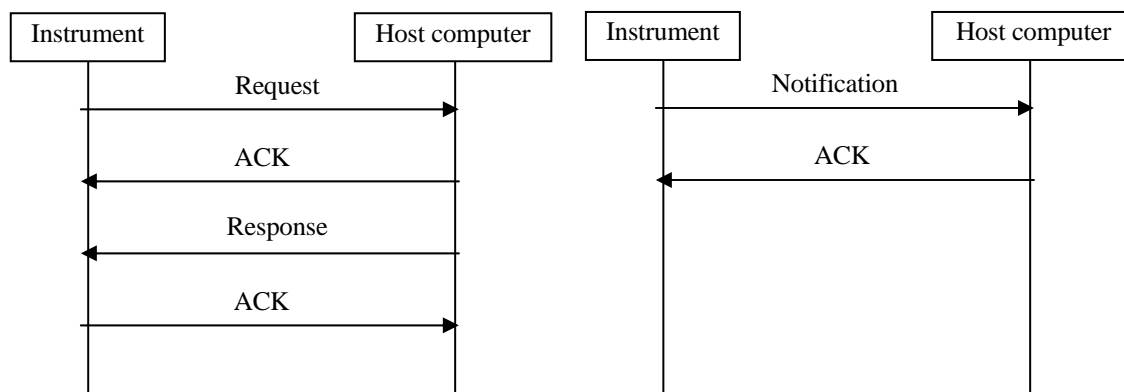 Instrument
Host computer
Request
ACK
Response
ACK
Instrument
Host computer
Notification
ACK